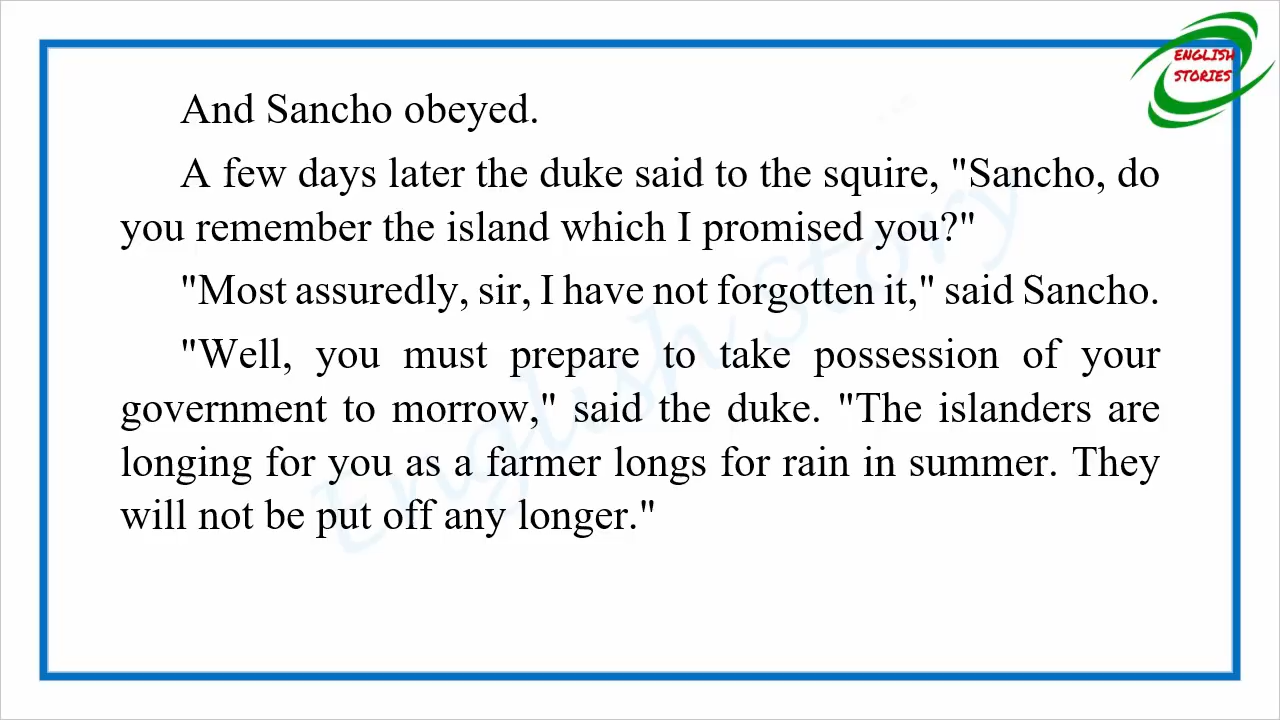 ENGLISH
STORIES
And Sancho obeyed.
A few days later the duke said to the squire, "Sancho, do
you remember the island which I promised you?"
"Most assuredly, sir, I have not forgotten it," said Sancho.
"Well, you must prepare to take possession of your
government to morrow," said the duke. "The islanders are
longing for you as a farmer longs for rain in summer. They
will not be put off any longer."
English Story